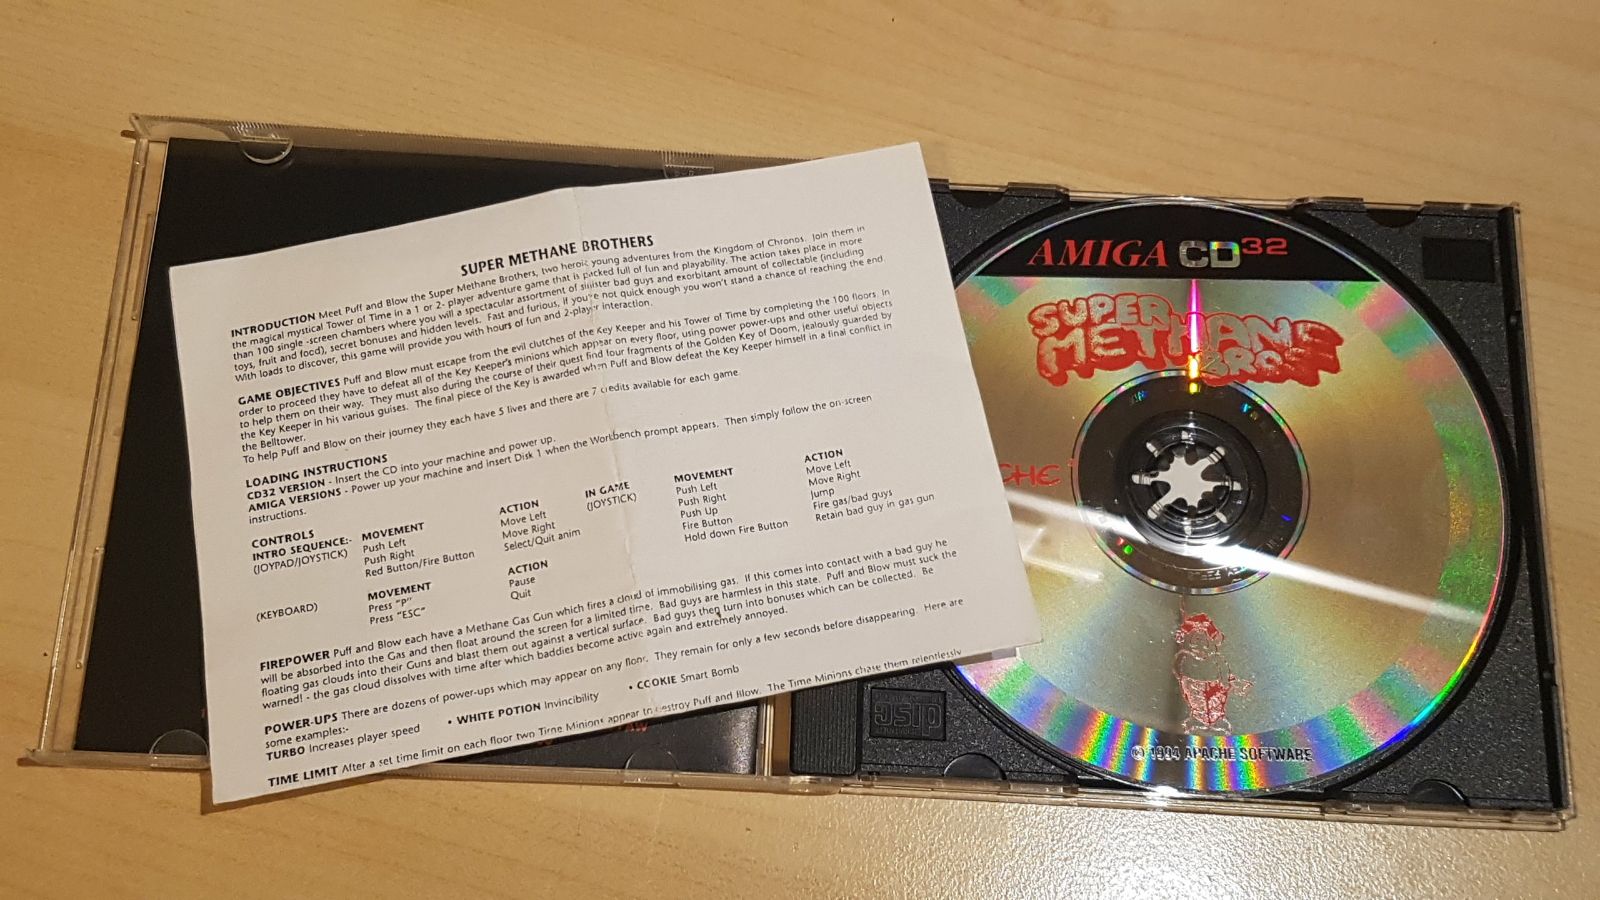 SUPER METHANE BROTHERS
INTRODUCTION Meet Puff and Blow the Super Methane Brothers, two heroic young adventures from the Kingdom of Chronos. Join them in
the magical mystical Tower of Time in a 1 or 2- player adventure game that is packed full of fun and playability. The action takes place in more
than 100 single -screen chambers where you will a spectacular assortment of sinister bad guys and exorbitant amount of collectable (including
toys, fruit and food), secret bonuses and hidden levels. Fast and furious, if you're not quick enough you won't stand a chance of reaching the end.
With loads to discover, this game will provide you with hours of fun and 2-player interaction.
GAME OBJECTIVES Puff and Blow must escape from the evil clutches of the Key Keeper and his Tower of Time by completing the 100 floors. In
order to proceed they have to defeat all of the Key Keeper's minions which appear on every floor, using power power-ups and other useful objects
to help them on their way. They must also during the course of their quest find four fragments of the Golden Key of Doom, jealously guarded by
the Key Keeper in his various guises. The final piece of the Key is awarded when Puff and Blow defeat the Key Keeper himself in a final conflict in
the Belltower.
To help Puff and Blow on their journey they each have 5 lives and there are 7 credits available for each game
LOADING INSTRUCTIONS
CD32 VERSION - Insert the CD into your machine and power up.
AMIGA VERSIONS - Power up your machine and insert Disk 1 when the Workbench prompt appears. Then simply follow the on-screen
instructions.
CONTROLS MOVEMENT ACTION IN GAME MOVEMENT ACTION
INTRO SEQUENCE:- Push Left Move Left (JOYSTICK) Push Left Move Left
(JOYPAD/JOYSTICK) Push Right Move Right Push Right Move Right
Red Button/Fire Button Select/Quit anim Push Up Jump
Fire Button Fire gas/bad guys
Hold down Fire Button Retain bad guy in gas gun
MOVEMENT ACTION
(KEYBOARD) Press "P" Pause
Press "ESC" Quit
FIREPOWER Puff and Blow each have a Methane Gas Gun which fires a cloud of immobilising gas. If this comes into contact with a bad guy he
will be absorbed into the Gas and then float around the screen for a limited time. Bad guys are harmless in this state. Puff and Blow must suck the
floating gas clouds into their Guns and blast them out against a vertical surface. Bad guys then turn into bonuses which can be collected. Be
warned! - the gas cloud dissolves with time after which baddies become active again and extremely annoyed.
POWER-UPS There are dozens of power-ups which may appear on any floor. They remain for only a few seconds before disappearing. Here are
some examples:-
TURBO Increases player speed • WHITE POTION Invincibility • COOKIE Smart Bomb
TIME LIMIT After a set time limit on each floor two Time Minions appear to destroy Puff and Blow. The Time Minions chase them relentlessly
AMIGA CD32
SUPER
METHANE
BROS
CHE
© 1994 APACHE SOFTWARE